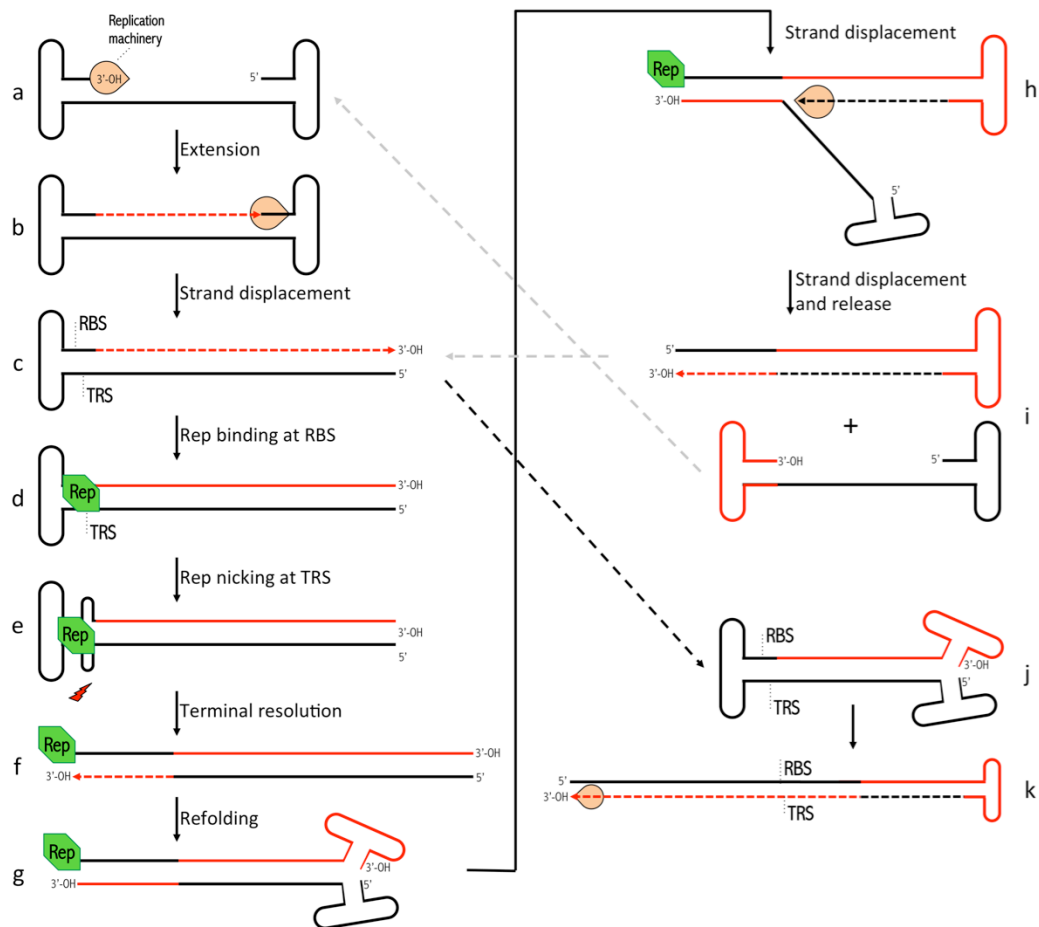 Replication
machinery
3'-OH
5'
a
Extension
b
Strand displacement
RBS
3'-OH
c
5'
TRS
Rep binding at RBS
3'-OH
d
Rep
5'
TRS
Rep nicking at TRS
e
Rep
3'-OH
5'
Terminal resolution
Rep
3'-OH
f
3'-OH
5'
Refolding
Rep
3'-OH
g
3'-OH
5'
Strand displacement
Rep
3'-OH
h
5'
Strand displacement
and release
5'
3'-OH
i
+
3'-OH
5'
RBS
3'-OH
j
5'
TRS
5'
RBS
3'-OH
k
TRS